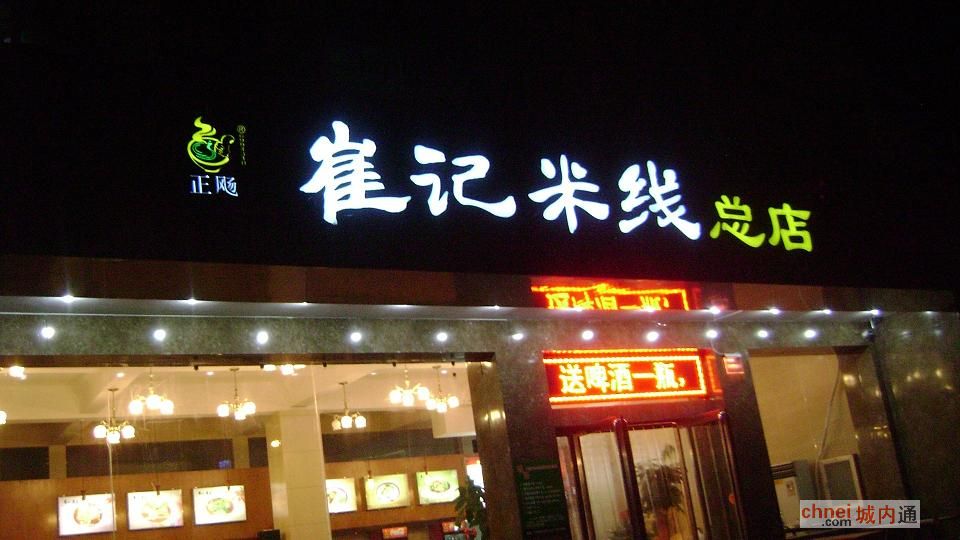 正飏
崔记米线总店
送啤酒一瓶，
chnei
.com城内通